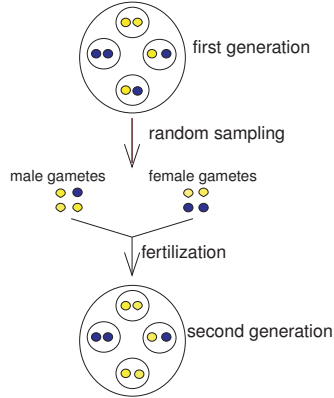 first generation
random sampling
male gametes
female gametes
fertilization
second generation